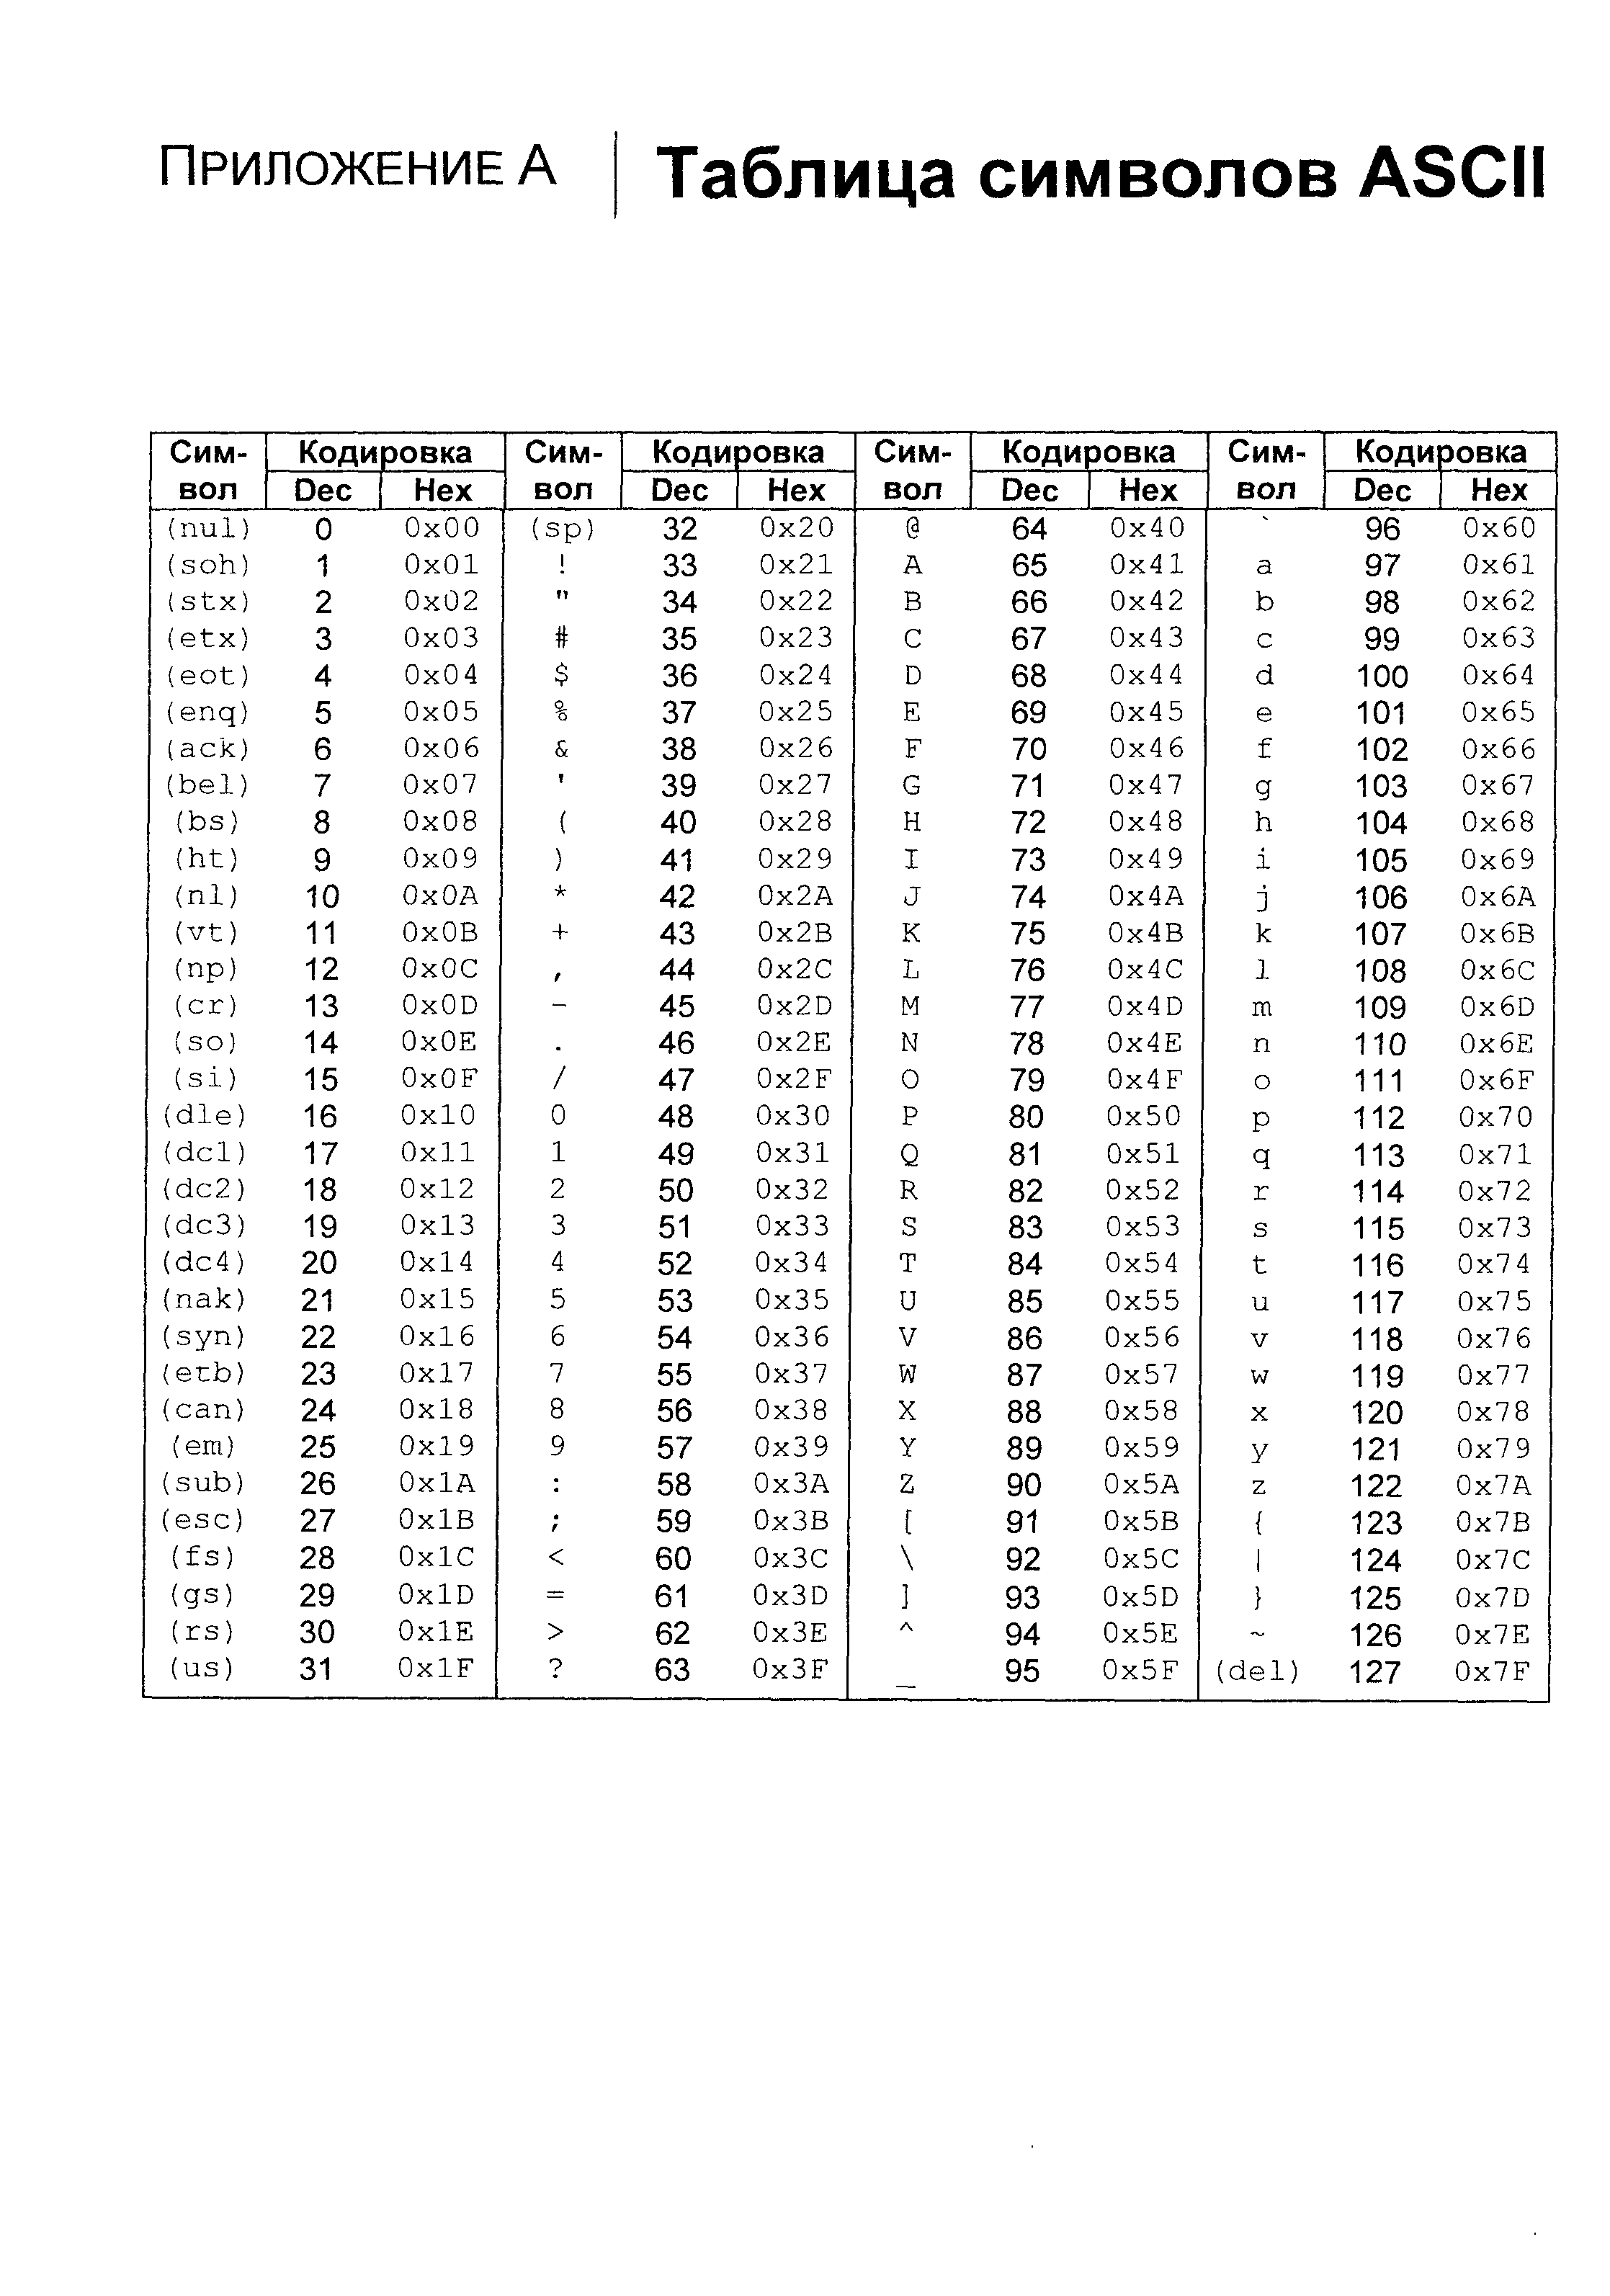 ПРИЛОЖЕНИЕ А | Таблица символов ASCII
Сим- Кодировка Сим- Кодировка Сим- Кодировка Сим- Кодировка
вол Dec Hex вол Dec Hex вол Dec Hex вол Dec Hex
(nul) 0 0x00 (sp) 32 0x20 @ 64 0x40 ` 96 0x60
(soh) 1 0x01 ! 33 0x21 A 65 0x41 a 97 0x61
(stx) 2 0x02 " 34 0x22 B 66 0x42 b 98 0x62
(etx) 3 0x03 # 35 0x23 C 67 0x43 c 99 0x63
(eot) 4 0x04 $ 36 0x24 D 68 0x44 d 100 0x64
(enq) 5 0x05 % 37 0x25 E 69 0x45 e 101 0x65
(ack) 6 0x06 & 38 0x26 F 70 0x46 f 102 0x66
(bel) 7 0x07 ' 39 0x27 G 71 0x47 g 103 0x67
(bs) 8 0x08 ( 40 0x28 H 72 0x48 h 104 0x68
(ht) 9 0x09 ) 41 0x29 I 73 0x49 i 105 0x69
(nl) 10 0x0A * 42 0x2A J 74 0x4A j 106 0x6A
(vt) 11 0x0B + 43 0x2B K 75 0x4B k 107 0x6B
(np) 12 0x0C , 44 0x2C L 76 0x4C l 108 0x6C
(cr) 13 0x0D - 45 0x2D M 77 0x4D m 109 0x6D
(so) 14 0x0E . 46 0x2E N 78 0x4E n 110 0x6E
(si) 15 0x0F / 47 0x2F O 79 0x4F o 111 0x6F
(dle) 16 0x10 0 48 0x30 P 80 0x50 p 112 0x70
(dc1) 17 0x11 1 49 0x31 Q 81 0x51 q 113 0x71
(dc2) 18 0x12 2 50 0x32 R 82 0x52 r 114 0x72
(dc3) 19 0x13 3 51 0x33 S 83 0x53 s 115 0x73
(dc4) 20 0x14 4 52 0x34 T 84 0x54 t 116 0x74
(nak) 21 0x15 5 53 0x35 U 85 0x55 u 117 0x75
(syn) 22 0x16 6 54 0x36 V 86 0x56 v 118 0x76
(etb) 23 0x17 7 55 0x37 W 87 0x57 w 119 0x77
(can) 24 0x18 8 56 0x38 X 88 0x58 x 120 0x78
(em) 25 0x19 9 57 0x39 Y 89 0x59 y 121 0x79
(sub) 26 0x1A : 58 0x3A Z 90 0x5A z 122 0x7A
(esc) 27 0x1B ; 59 0x3B [ 91 0x5B { 123 0x7B
(fs) 28 0x1C < 60 0x3C \ 92 0x5C | 124 0x7C
(gs) 29 0x1D = 61 0x3D ] 93 0x5D } 125 0x7D
(rs) 30 0x1E > 62 0x3E ^ 94 0x5E ~ 126 0x7E
(us) 31 0x1F ? 63 0x3F _ 95 0x5F (del) 127 0x7F